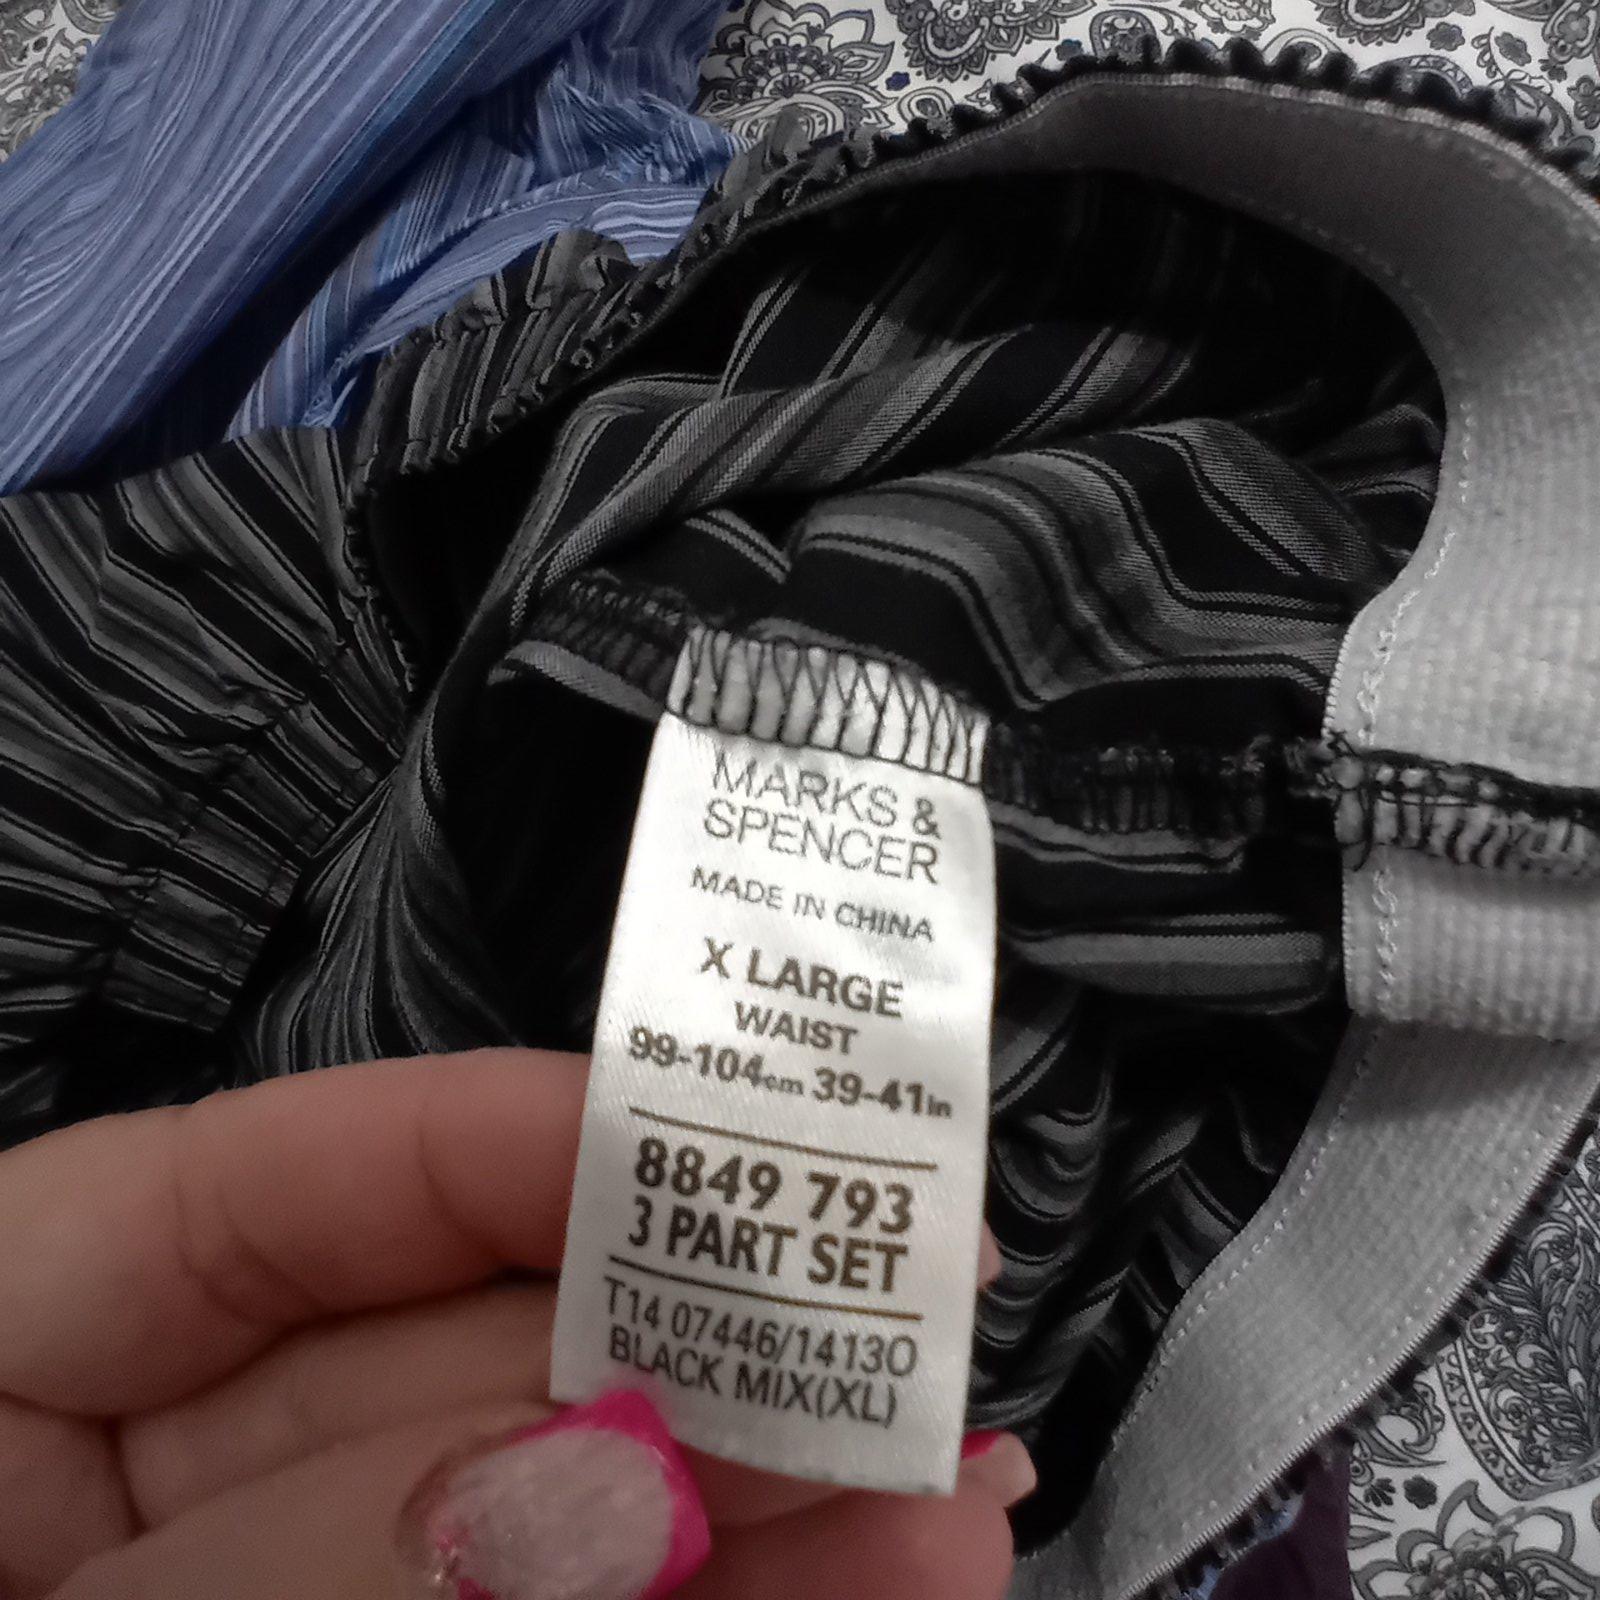 MARKS &
SPENCER
MADE IN CHINA
X LARGE
WAIST
99-104cm 39-41in
8849 793
3 PART SET
T14 07446/14130
BLACK MIX(XL)